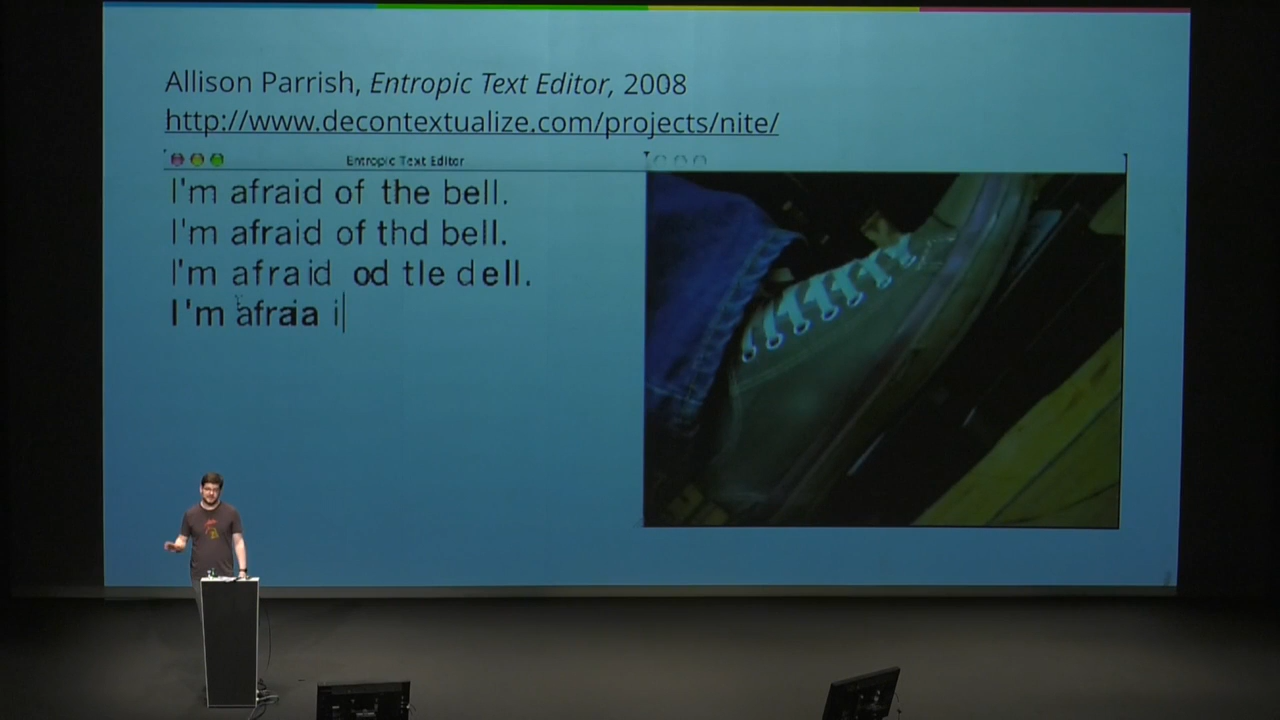 Allison Parrish, Entropic Text Editor, 2008
http://www.decontextualize.com/projects/nite/
Entropic Text Editor
I'm afraid of the bell.
I'm afraid of thd bell.
I'm afraid od tle dell.
I'm afraia i